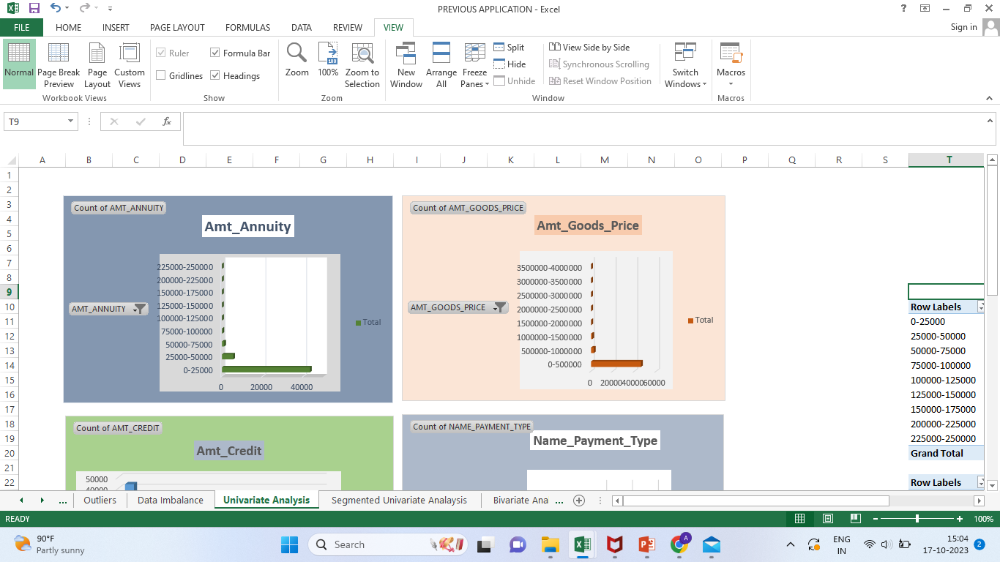 PREVIOUS APPLICATION - Excel
?
FILE HOME INSERT PAGE LAYOUT FORMULAS DATA REVIEW VIEW Sign in
Normal Page Break Preview Page Layout Custom Views
Workbook Views
Ruler Formula Bar
Gridlines Headings
Show
Zoom 100% Zoom to Selection
100
Zoom
New Window Arrange All Freeze Panes
Split
Hide
Unhide
View Side by Side
Synchronous Scrolling
Reset Window Position
Switch Windows
Window
Macros
Macros
T9
fx
A B C D E F G H I J K L M N O P Q R S T
1
2
3
4
5
6
7
8
9
10
11
12
13
14
15
16
17
18
19
20
21
22
Count of AMT_ANNUITY
Amt_Annuity
225000-250000
200000-225000
150000-175000
125000-150000
100000-125000
75000-100000
50000-75000
25000-50000
0-25000
0 20000 40000
AMT_ANNUITY
Total
Count of AMT_GOODS_PRICE
Amt_Goods_Price
3500000-4000000
3000000-3500000
2500000-3000000
2000000-2500000
1500000-2000000
1000000-1500000
500000-1000000
0-500000
0 20000 40000 60000
AMT_GOODS_PRICE
Total
Row Labels
0-25000
25000-50000
50000-75000
75000-100000
100000-125000
125000-150000
150000-175000
200000-225000
225000-250000
Grand Total
Row Labels
Count of AMT_CREDIT
Amt_Credit
50000
40000
Count of NAME_PAYMENT_TYPE
Name_Payment_Type
... Outliers Data Imbalance Univariate Analysis Segmented Univariate Analaysis Bivariate Ana ...
READY
100%
90°F
Partly sunny
Search
A
ENG
IN
15:04
17-10-2023
2